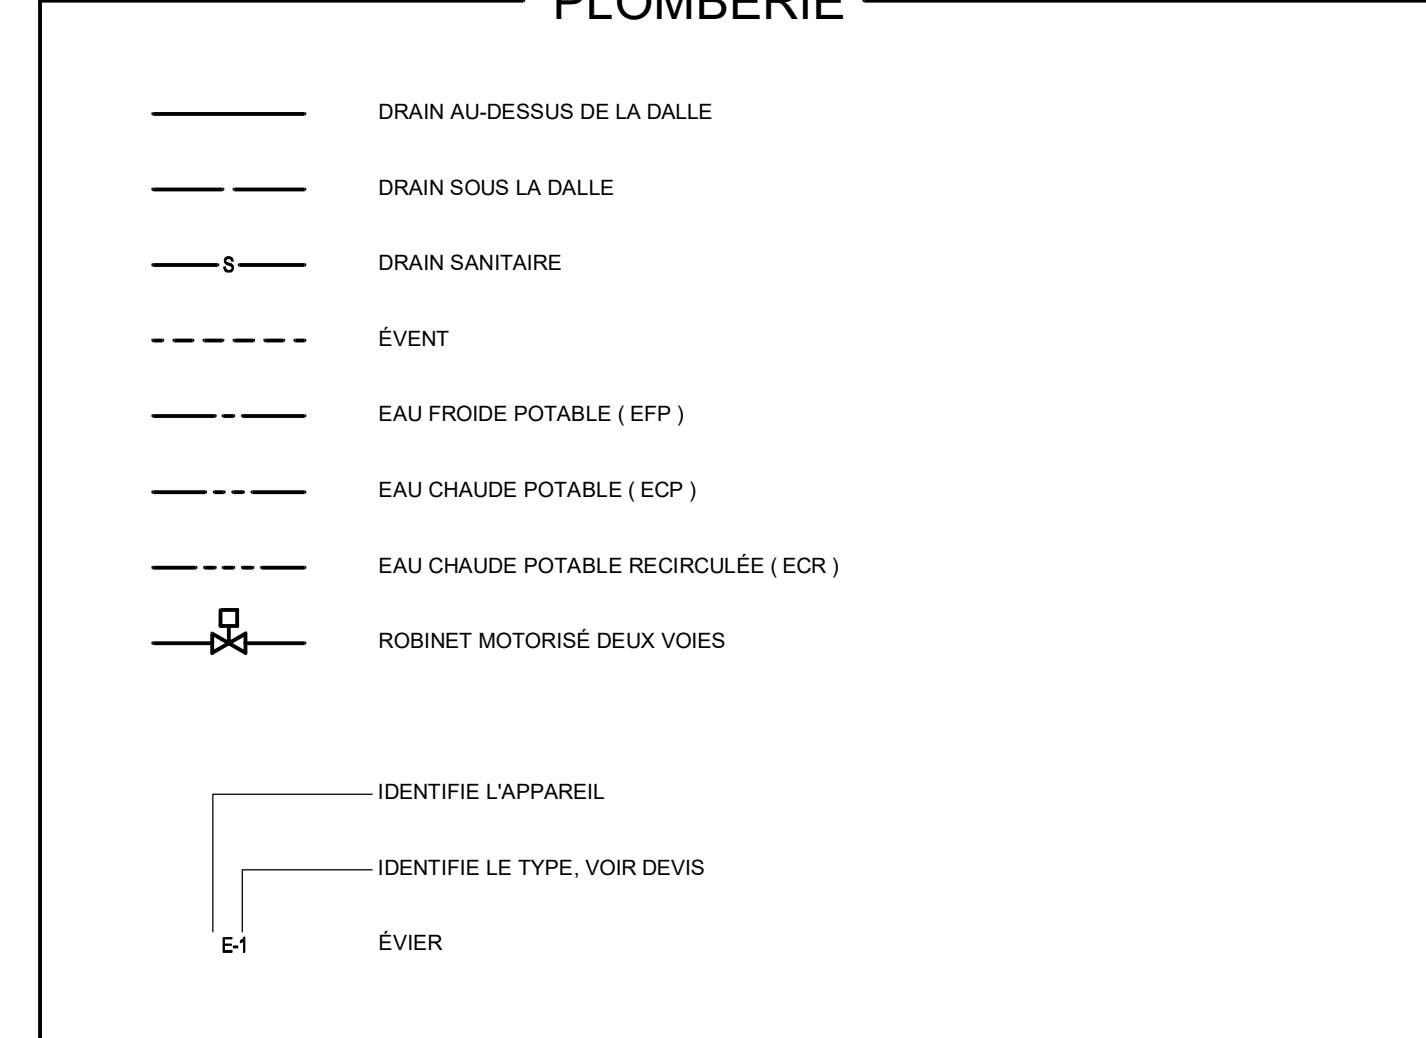 PLOMBERIE
DRAIN AU-DESSUS DE LA DALLE
DRAIN SOUS LA DALLE
S DRAIN SANITAIRE
ÉVENT
EAU FROIDE POTABLE ( EFP )
EAU CHAUDE POTABLE ( ECP )
EAU CHAUDE POTABLE RECIRCULÉE ( ECR )
ROBINET MOTORISÉ DEUX VOIES
IDENTIFIE L'APPAREIL
IDENTIFIE LE TYPE, VOIR DEVIS
E-1 ÉVIER